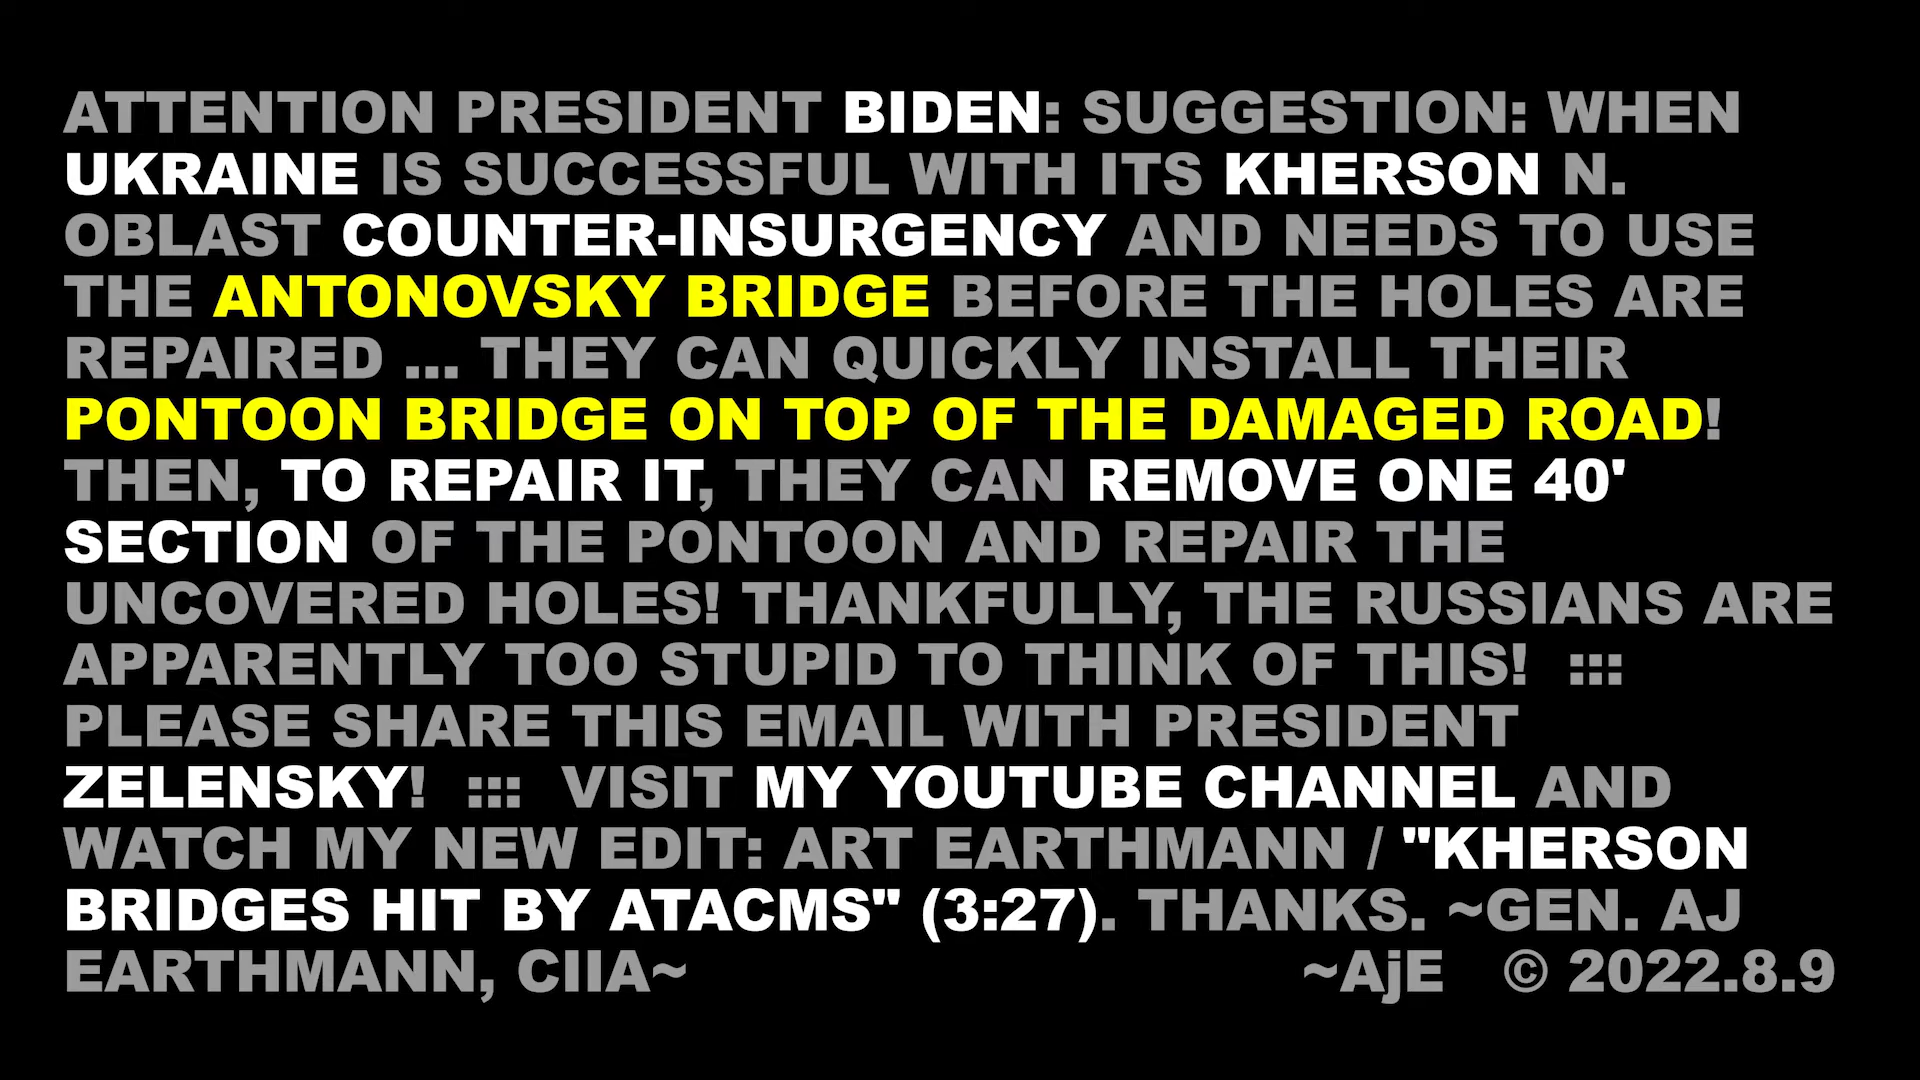 ATTENTION PRESIDENT BIDEN: SUGGESTION: WHEN
UKRAINE IS SUCCESSFUL WITH ITS KHERSON N.
OBLAST COUNTER-INSURGENCY AND NEEDS TO USE
THE ANTONOVSKY BRIDGE BEFORE THE HOLES ARE
REPAIRED ... THEY CAN QUICKLY INSTALL THEIR
PONTOON BRIDGE ON TOP OF THE DAMAGED ROAD!
THEN, TO REPAIR IT, THEY CAN REMOVE ONE 40'
SECTION OF THE PONTOON AND REPAIR THE
UNCOVERED HOLES! THANKFULLY, THE RUSSIANS ARE
APPARENTLY TOO STUPID TO THINK OF THIS!  :::
PLEASE SHARE THIS EMAIL WITH PRESIDENT
ZELENSKY!  :::  VISIT MY YOUTUBE CHANNEL AND
WATCH MY NEW EDIT: ART EARTHMANN / "KHERSON
BRIDGES HIT BY ATACMS" (3:27). THANKS. ~GEN. AJ
EARTHMANN, CIIA~ ~AjE © 2022.8.9